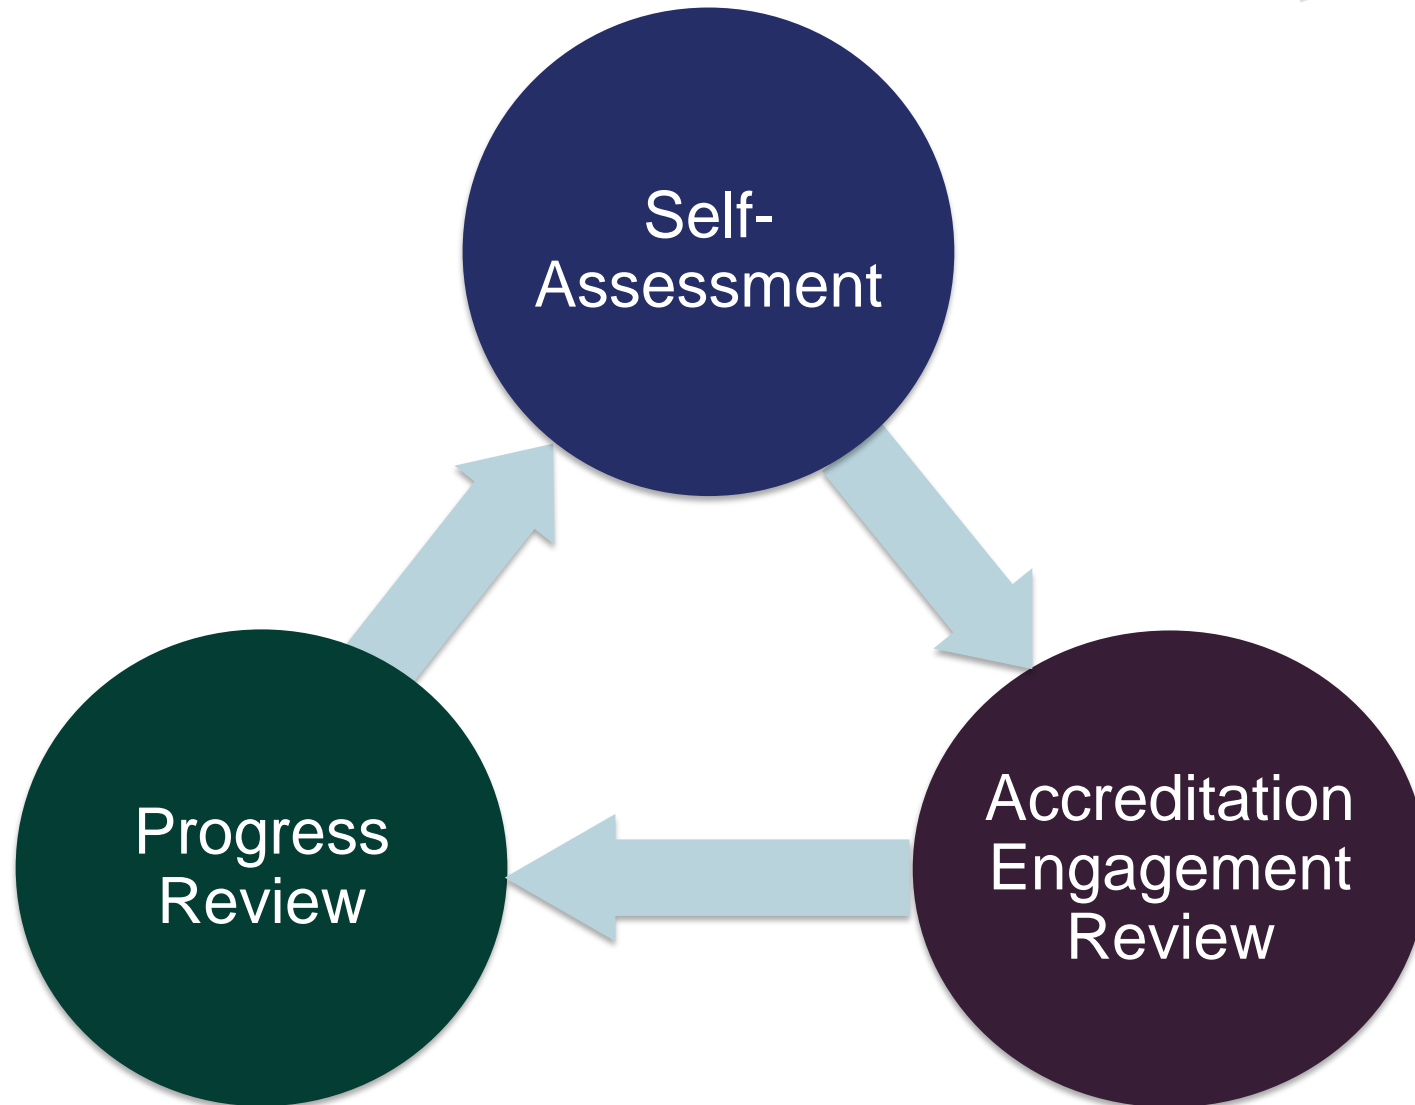 Self-
Assessment
Accreditation
Engagement
Review
Progress
Review